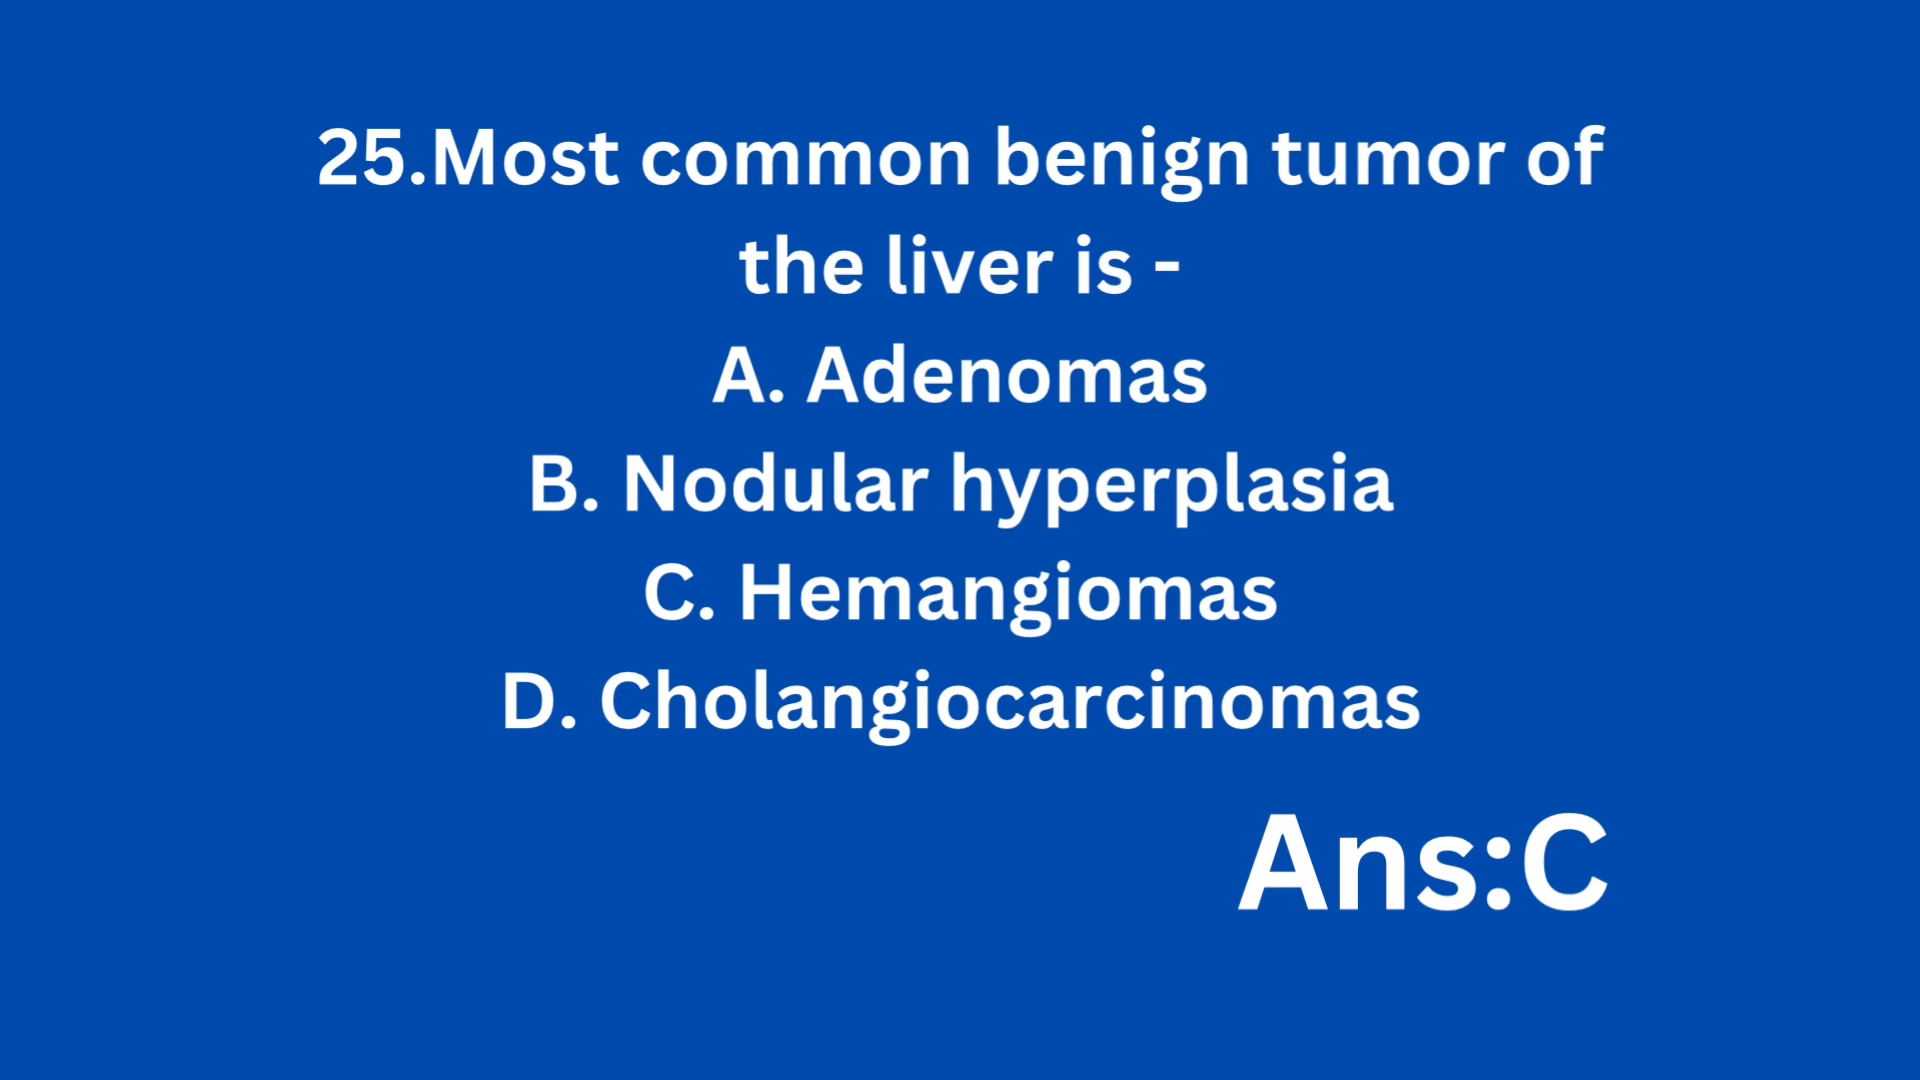 25.Most common benign tumor of
the liver is -
A. Adenomas
B. Nodular hyperplasia
C. Hemangiomas
D. Cholangiocarcinomas
Ans:C